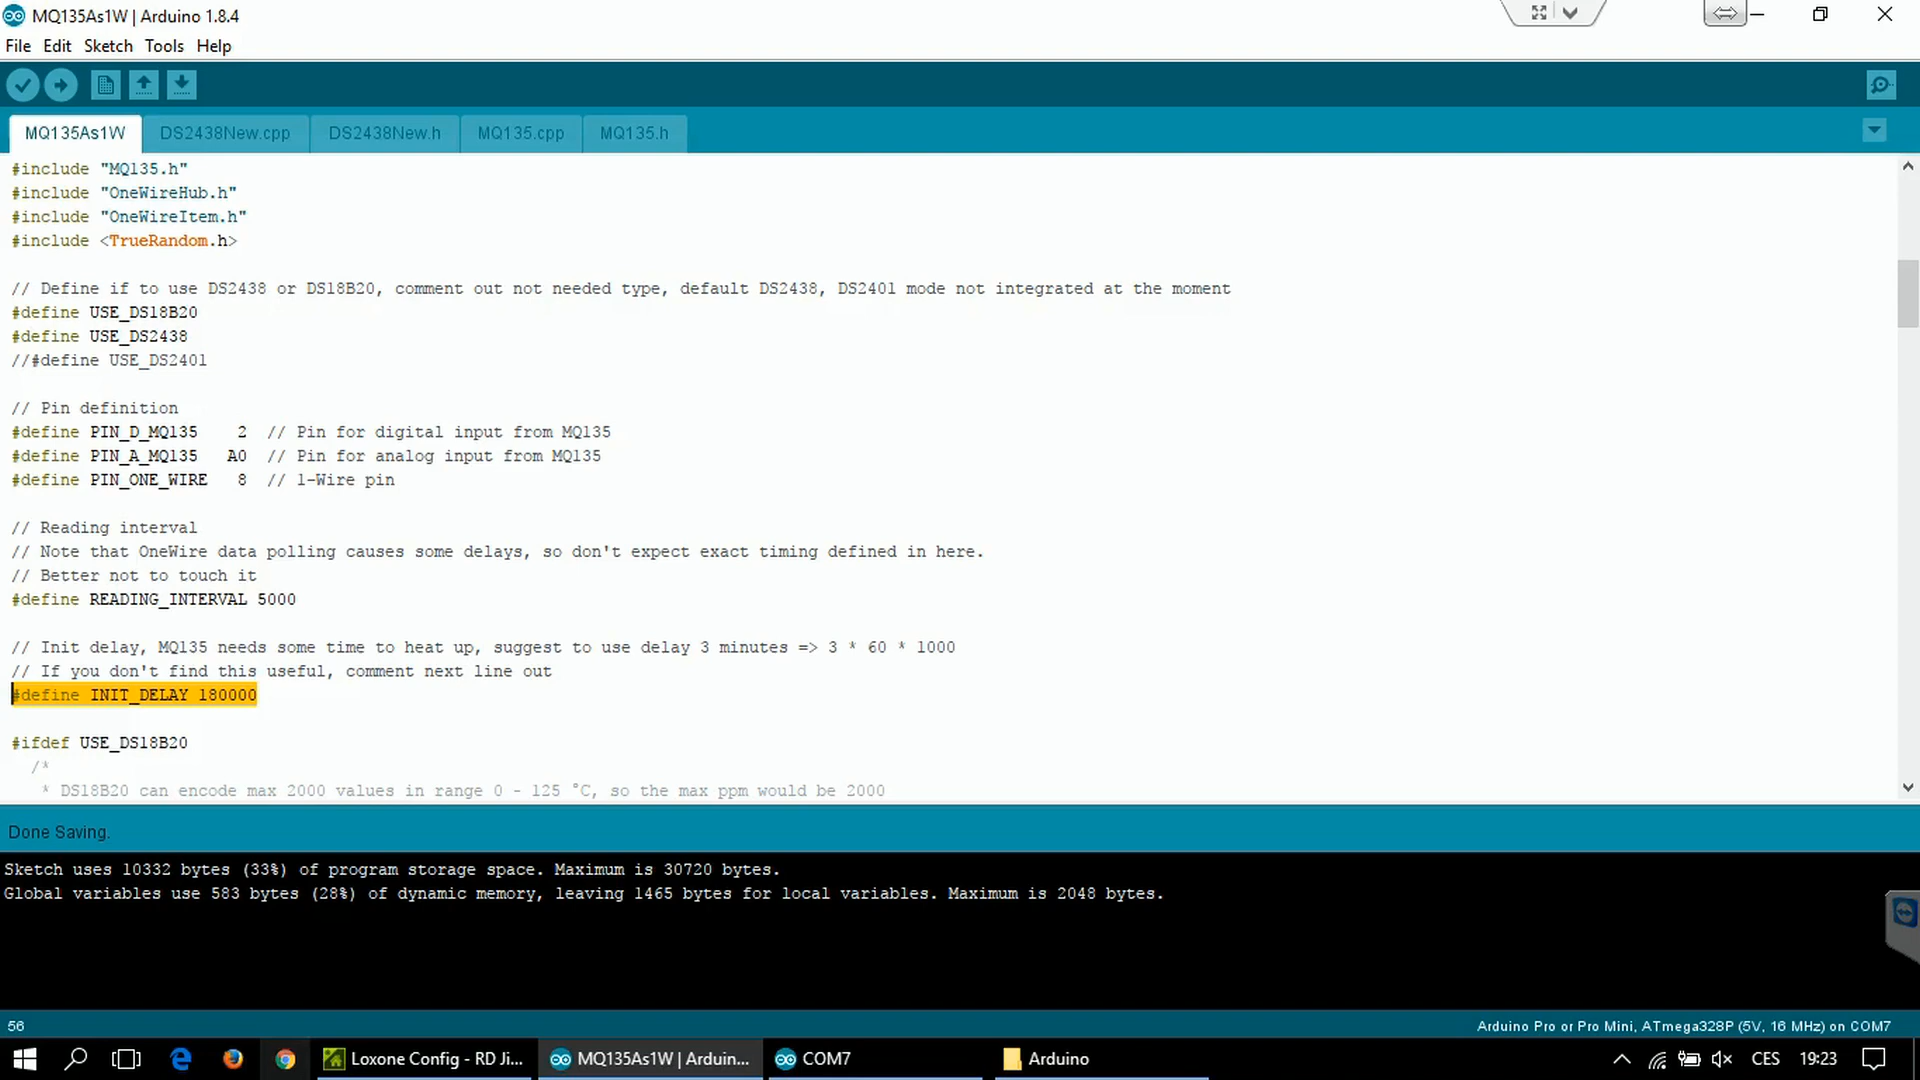 MQ135As1W | Arduino 1.8.4
File Edit Sketch Tools Help
MQ135As1W DS2438New.cpp DS2438New.h MQ135.cpp MQ135.h
#include "MQ135.h"
#include "OneWireHub.h"
#include "OneWireItem.h"
#include <TrueRandom.h>
// Define if to use DS2438 or DS18B20, comment out not needed type, default DS2438, DS2401 mode not integrated at the moment
#define USE_DS18B20
#define USE_DS2438
//#define USE_DS2401
// Pin definition
#define PIN_D_MQ135    2  // Pin for digital input from MQ135
#define PIN_A_MQ135   A0  // Pin for analog input from MQ135
#define PIN_ONE_WIRE   8  // 1-Wire pin
// Reading interval
// Note that OneWire data polling causes some delays, so don't expect exact timing defined in here.
// Better not to touch it
#define READING_INTERVAL 5000
// Init delay, MQ135 needs some time to heat up, suggest to use delay 3 minutes => 3 * 60 * 1000
// If you don't find this useful, comment next line out
#define INIT_DELAY 180000
#ifdef USE_DS18B20
/*
* DS18B20 can encode max 2000 values in range 0 - 125 °C, so the max ppm would be 2000
Done Saving.
Sketch uses 10332 bytes (33%) of program storage space. Maximum is 30720 bytes.
Global variables use 583 bytes (28%) of dynamic memory, leaving 1465 bytes for local variables. Maximum is 2048 bytes.
56 Arduino Pro or Pro Mini, ATmega328P (5V, 16 MHz) on COM7
Loxone Config - RD Ji... MQ135As1W | Arduin... COM7 Arduino CES 19:23